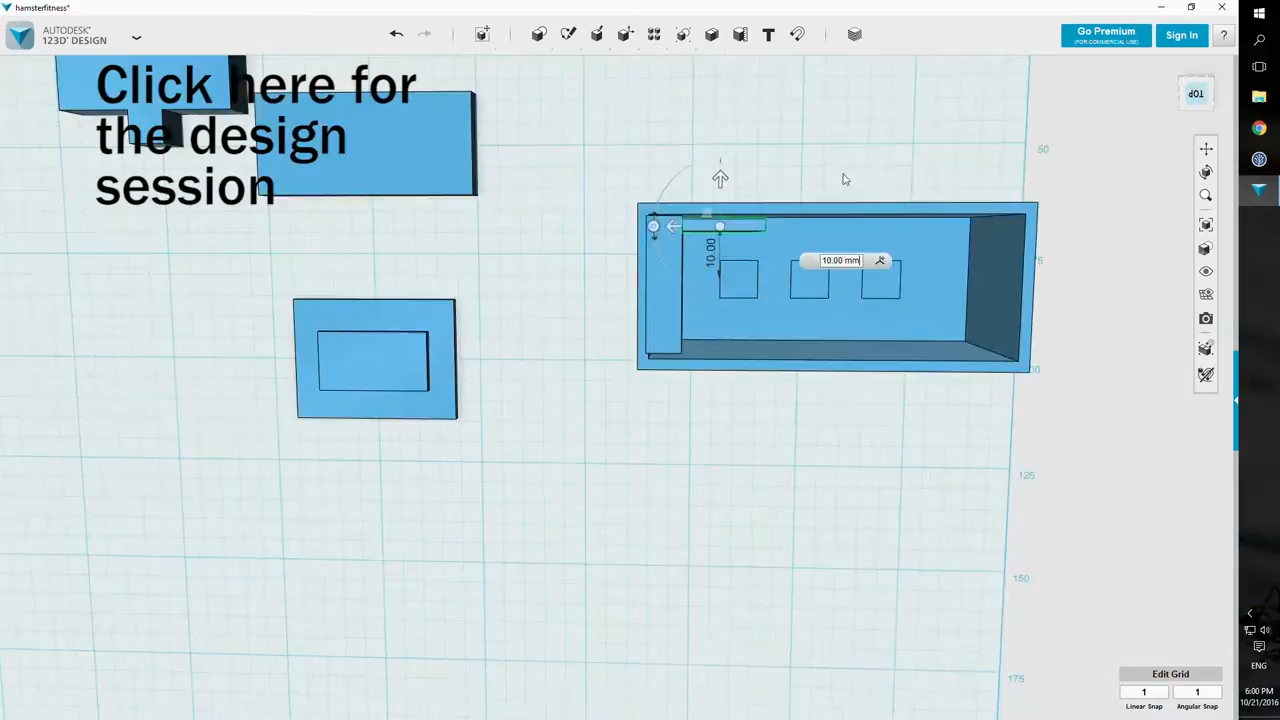 hamsterfitness*
AUTODESK®
123D® DESIGN
Go Premium
(FOR COMMERCIAL USE)
Sign In
?
Click here for
the design
session
TOP
50
10.00
10.00 mm
125
150
175
Edit Grid
1
1
Linear Snap
Angular Snap
ENG
6:00 PM
10/21/2016